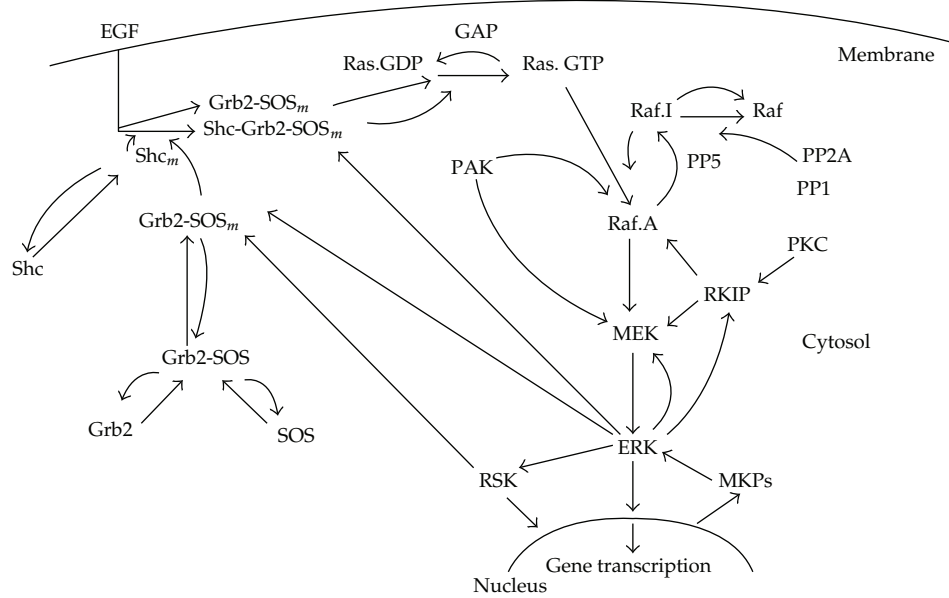 EGF
GAP
Membrane
Ras.GDP
Ras. GTP
Grb2-SOSm
Raf.I
Raf
Shc-Grb2-SOSm
Shcm
PAK
PP5
PP2A
PP1
Grb2-SOSm
Raf.A
PKC
Shc
RKIP
MEK
Cytosol
Grb2-SOS
Grb2
SOS
ERK
RSK
MKPs
Gene transcription
Nucleus